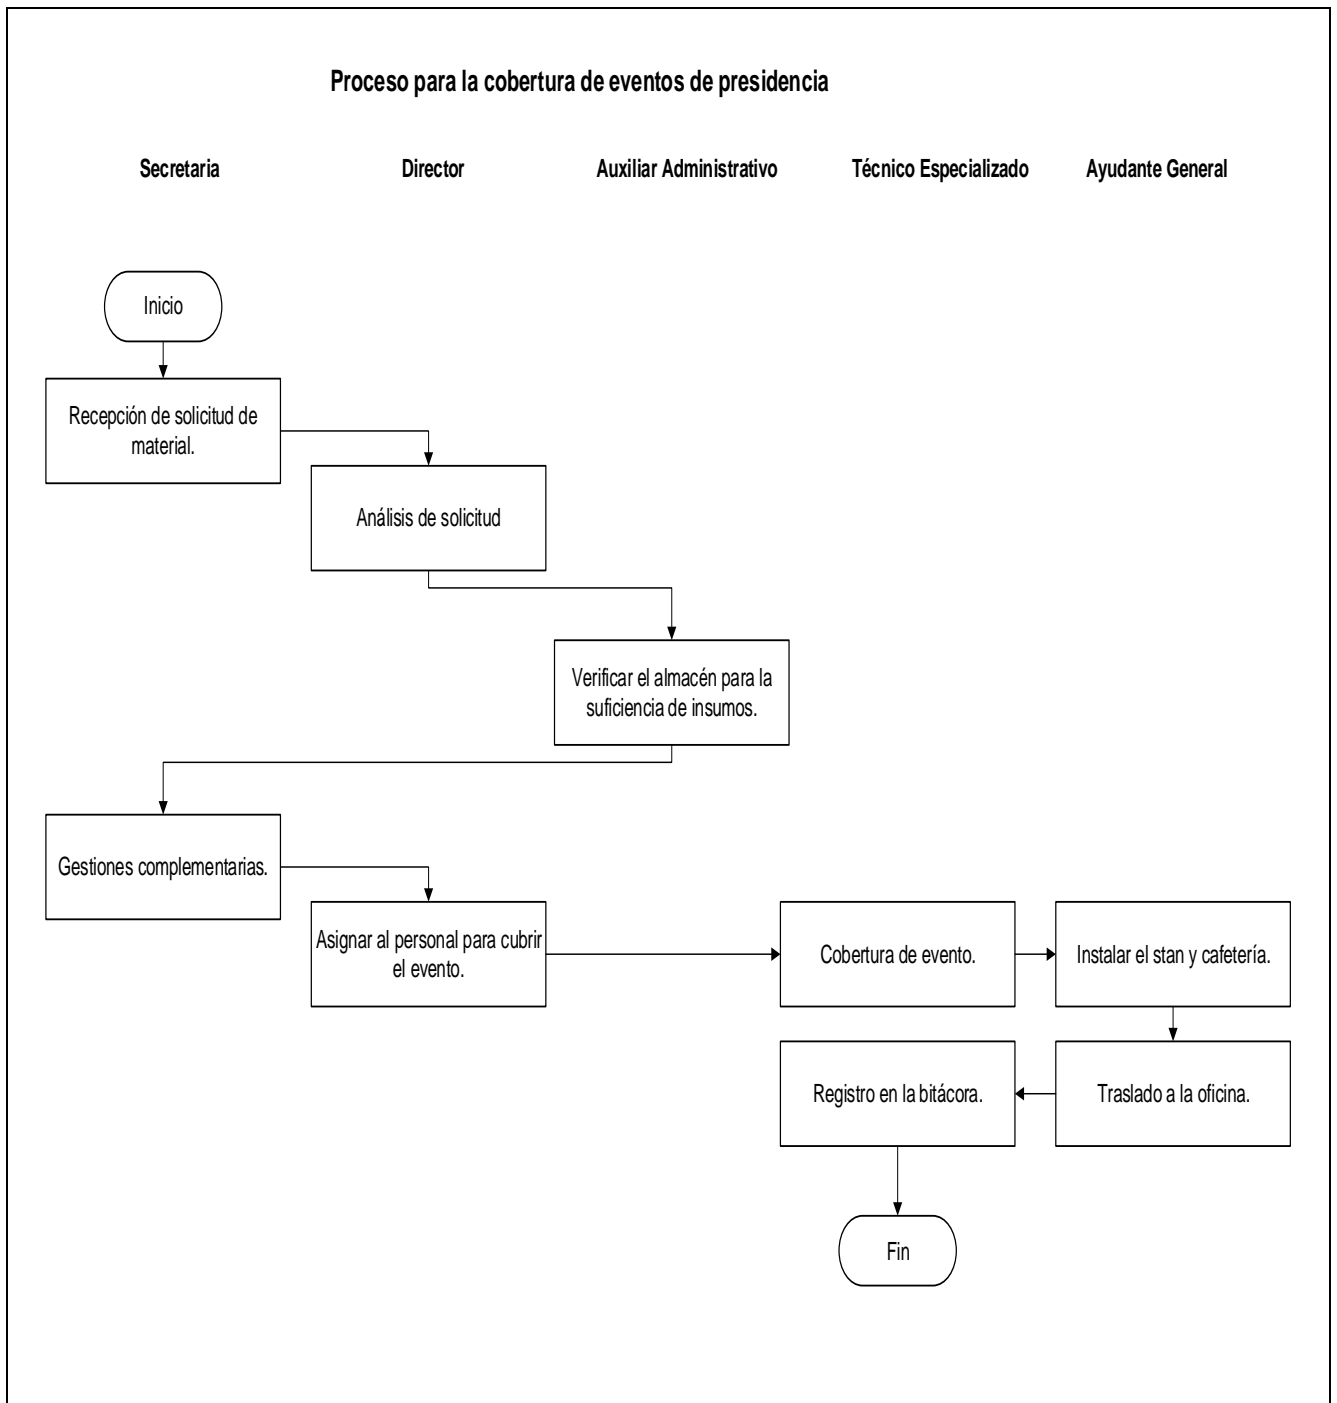 Proceso para la cobertura de eventos de presidencia
Secretaria
Director
Auxiliar Administrativo
Técnico Especializado
Ayudante General
Inicio
Recepción de solicitud de
material.
Análisis de solicitud
Verificar el almacén para la
suficiencia de insumos.
Gestiones complementarias.
Asignar al personal para cubrir
el evento.
Cobertura de evento.
Instalar el stan y cafetería.
Traslado a la oficina.
Registro en la bitácora.
Fin